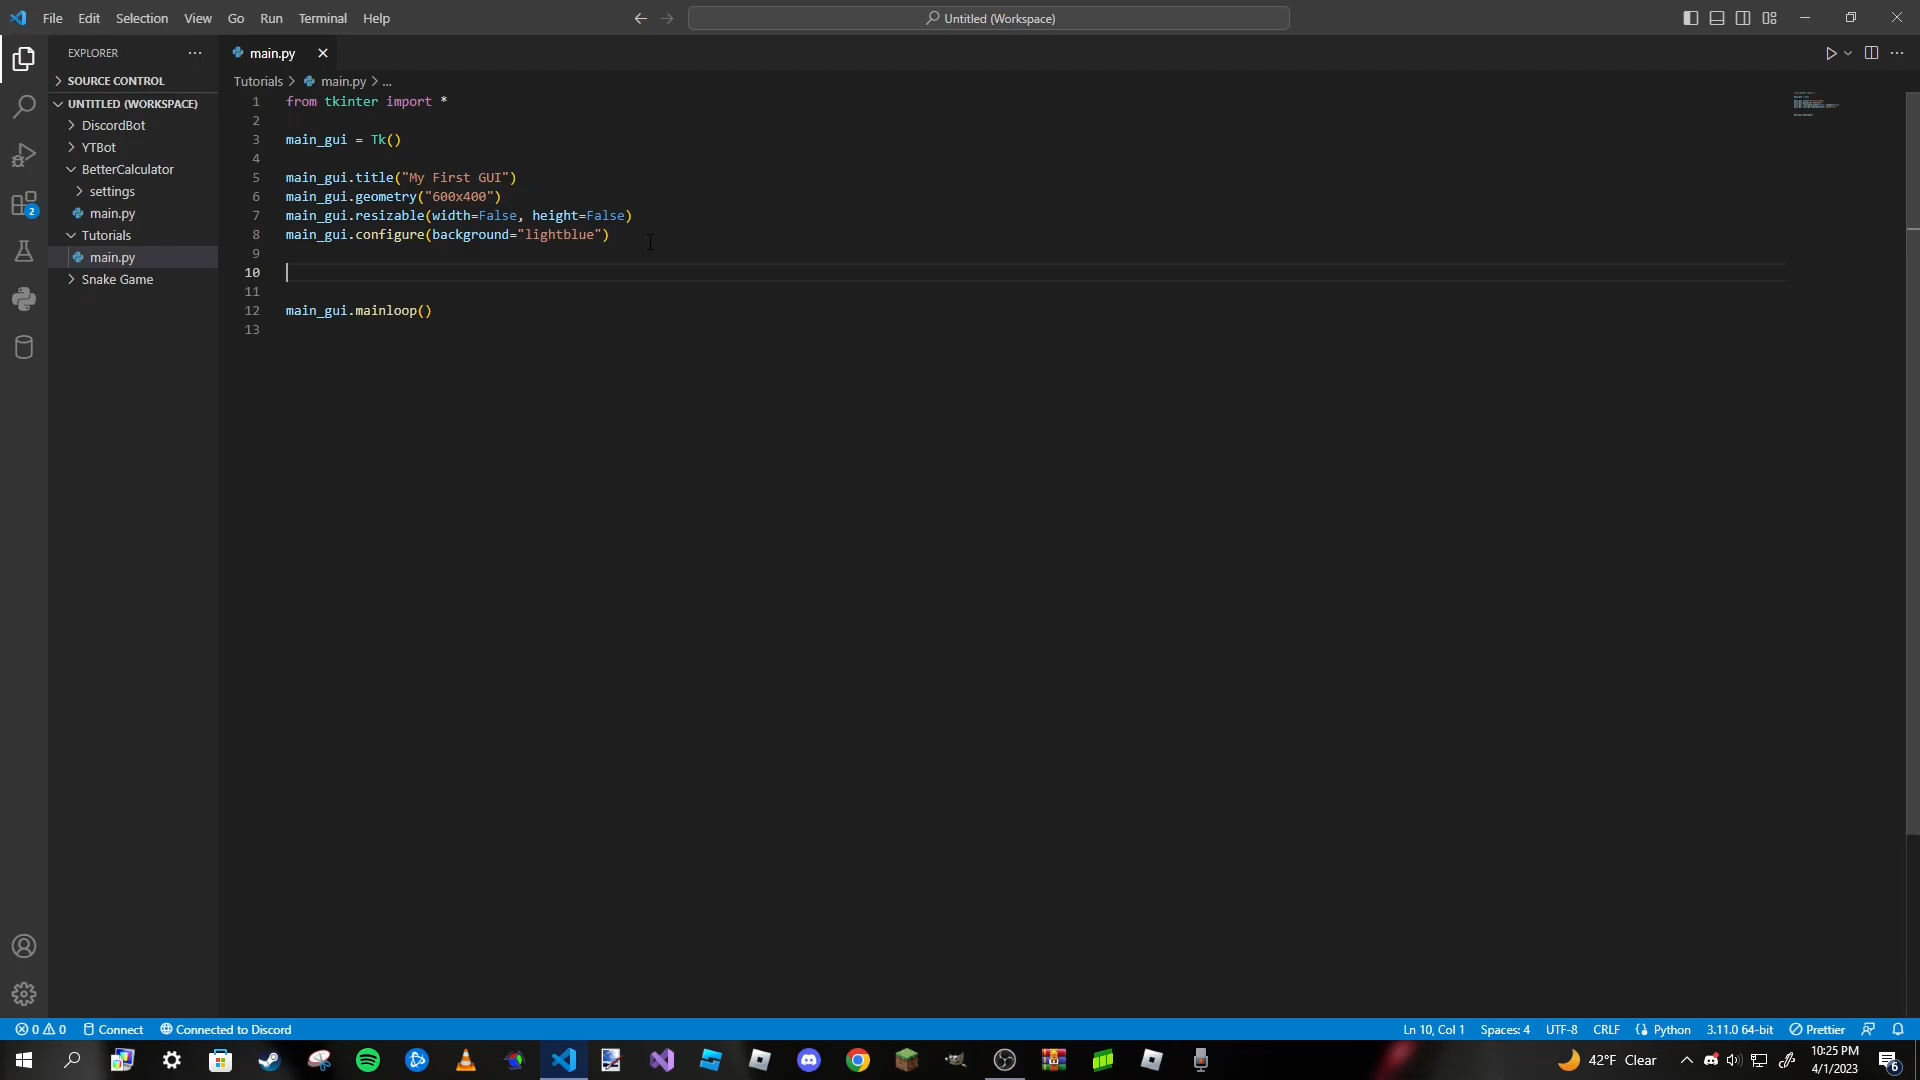 File Edit Selection View Go Run Terminal Help
Untitled (Workspace)
EXPLORER
main.py
SOURCE CONTROL
UNTITLED (WORKSPACE)
DiscordBot
YTBot
BetterCalculator
settings
main.py
Tutorials
main.py
Snake Game
Tutorials > main.py > ...
1 from tkinter import *
2
3 main_gui = Tk()
4
5 main_gui.title("My First GUI")
6 main_gui.geometry("600x400")
7 main_gui.resizable(width=False, height=False)
8 main_gui.configure(background="lightblue")
9
10
11
12 main_gui.mainloop()
13
2
0 0 Connect Connected to Discord
Ln 10, Col 1 Spaces: 4 UTF-8 CRLF Python 3.11.0 64-bit Prettier
42°F Clear
10:25 PM
4/1/2023
6